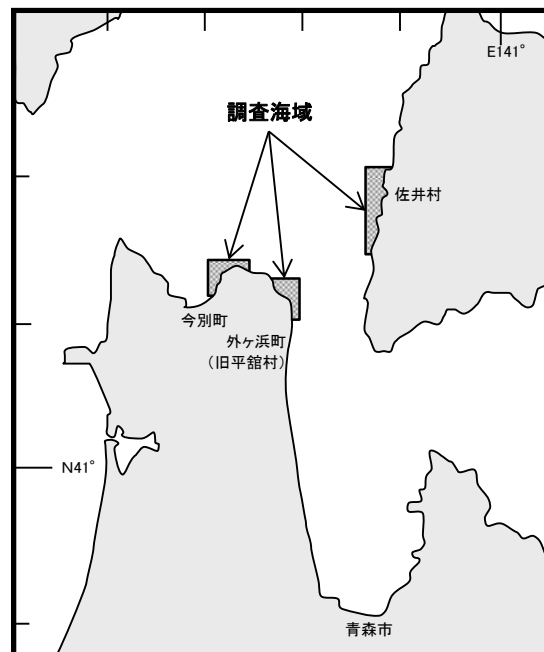 E141°
調査海域
佐井村
今別町
外ヶ浜町
（旧平舘村）
N41°
青森市